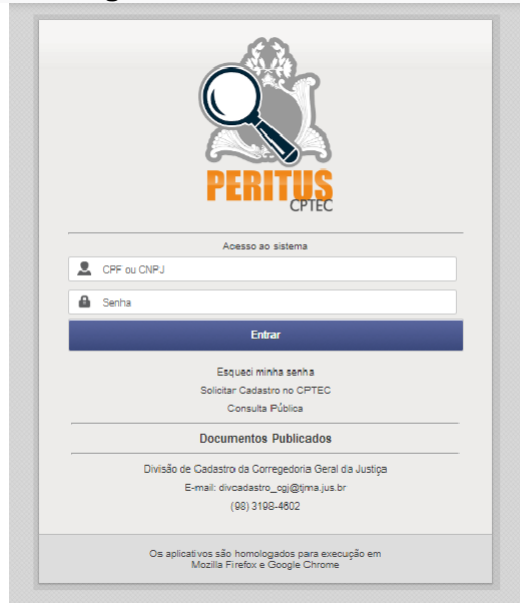 PERITUS
CPTEC
Acesso ao sistema
CPF ou CNPJ
Senha
Entrar
Esqueci minha senha
Solicitar Cadastro no CPTEC
Consulta Pública
Documentos Publicados
Divisão de Cadastro da Corregedoria Geral da Justiça
E-mail: divcadastro_cgj@tjma.jus.br
(98) 3198-4602
Os aplicativos são homologados para execução em
Mozilla Firefox e Google Chrome